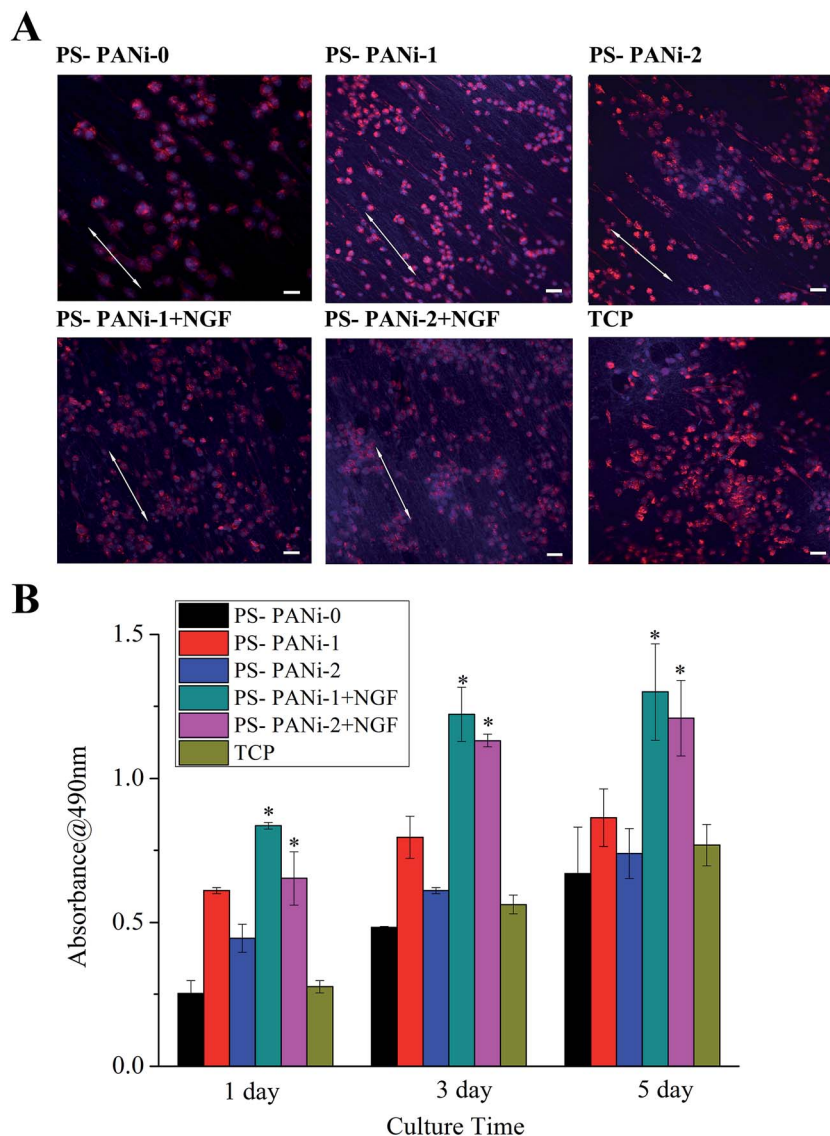 A
PS- PANi-0 PS- PANi-1 PS- PANi-2
PS- PANi-1+NGF PS- PANi-2+NGF TCP
B
PS- PANi-0
PS- PANi-1
PS- PANi-2
PS- PANi-1+NGF
PS- PANi-2+NGF
TCP
1.5
1.0
0.5
0.0
Absorbance@490nm
* * * * * *
1 day 3 day 5 day
Culture Time